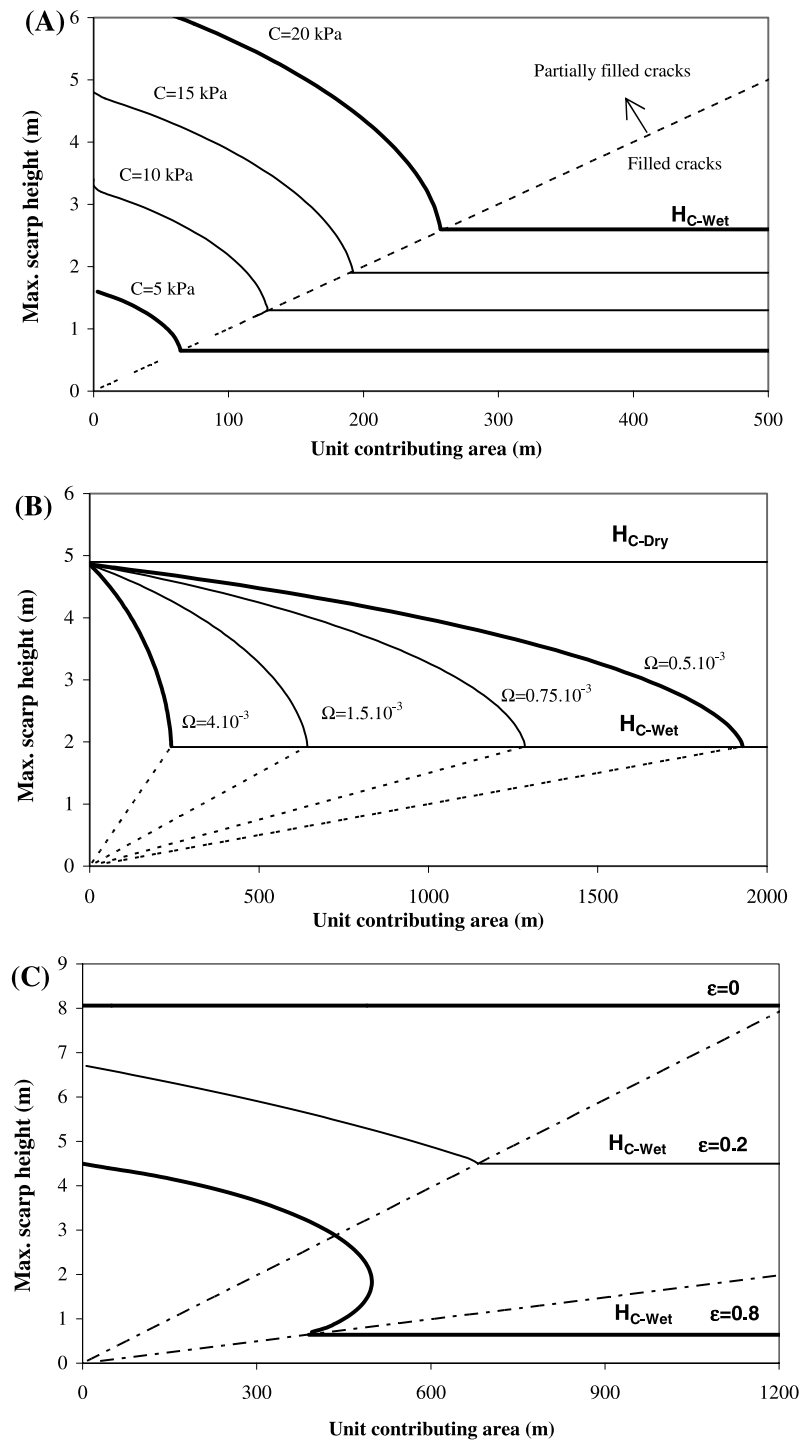 (A)
6
5
4
3
2
1
0
Max. scarp height (m)
C=20 kPa
C=15 kPa
C=10 kPa
C=5 kPa
Partially filled cracks
Filled cracks
HC-Wet
0 100 200 300 400 500
Unit contributing area (m)
(B)
6
5
4
3
2
1
0
Max. scarp height (m)
HC-Dry
Ω=4.10-3
Ω=1.5.10-3
Ω=0.75.10-3
Ω=0.5.10-3
HC-Wet
0 500 1000 1500 2000
Unit contributing area (m)
(C)
9
8
7
6
5
4
3
2
1
0
Max. scarp height (m)
ε=0
HC-Wet ε=0.2
HC-Wet ε=0.8
0 300 600 900 1200
Unit contributing area (m)